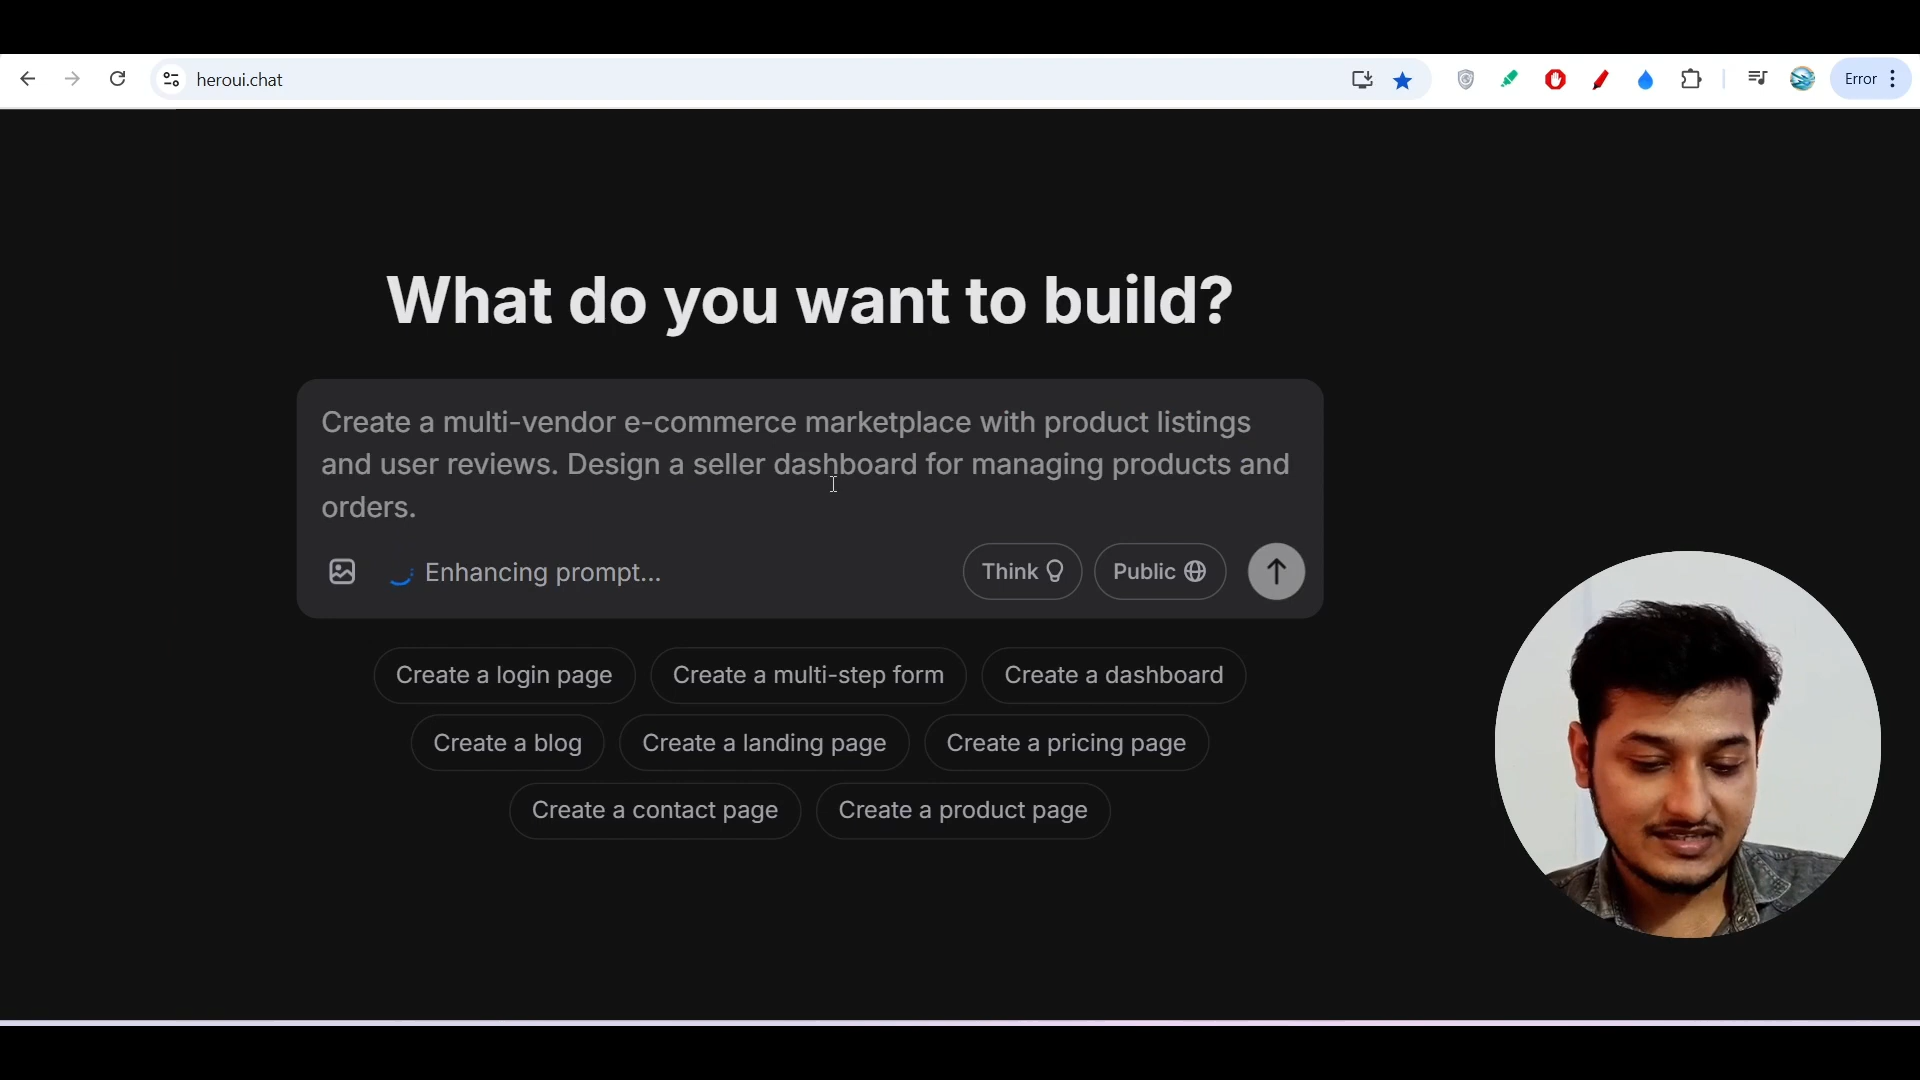 heroui.chat
Error
What do you want to build?
Create a multi-vendor e-commerce marketplace with product listings
and user reviews. Design a seller dashboard for managing products and
orders.
Enhancing prompt...
Think
Public
Create a login page
Create a multi-step form
Create a dashboard
Create a blog
Create a landing page
Create a pricing page
Create a contact page
Create a product page